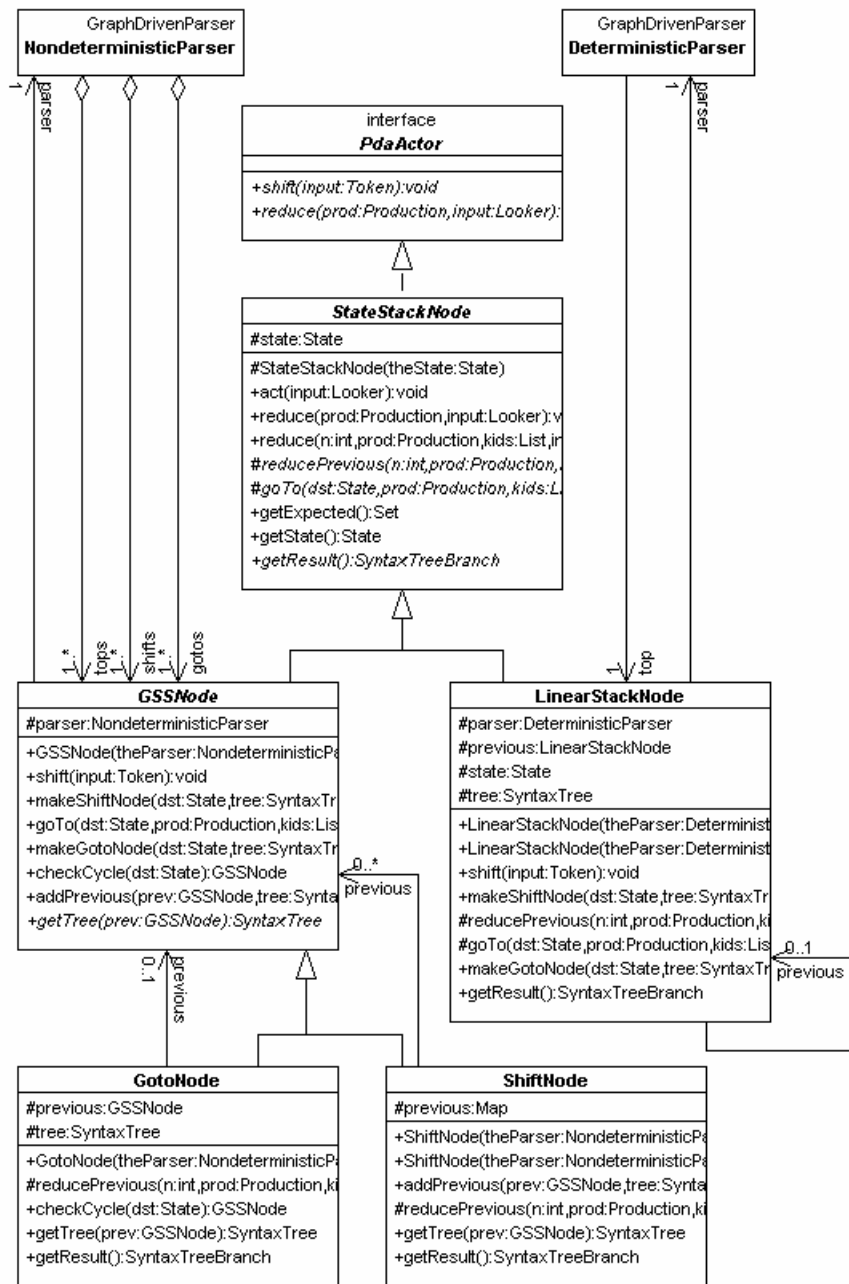 GraphDrivenParser
NondeterministicParser
GraphDrivenParser
DeterministicParser
1
parser
1
parser
interface
PdaActor
+shift(input:Token):void
+reduce(prod:Production,input:Looker):
StateStackNode
#state:State
#StateStackNode(theState:State)
+act(input:Looker):void
+reduce(prod:Production,input:Looker):v
+reduce(n:int,prod:Production,kids:List,in
#reducePrevious(n:int,prod:Production,
#goTo(dst:State,prod:Production,kids:L
+getExpected():Set
+getState():State
+getResult():SyntaxTreeBranch
1..*
tops
1..*
shifts
1..*
gotos
1
top
GSSNode
#parser:NondeterministicParser
+GSSNode(theParser:NondeterministicPa
+shift(input:Token):void
+makeShiftNode(dst:State,tree:SyntaxTr
+goTo(dst:State,prod:Production,kids:Lis
+makeGotoNode(dst:State,tree:SyntaxTr
+checkCycle(dst:State):GSSNode
+addPrevious(prev:GSSNode,tree:Synta
+getTree(prev:GSSNode):SyntaxTree
LinearStackNode
#parser:DeterministicParser
#previous:LinearStackNode
#state:State
#tree:SyntaxTree
+LinearStackNode(theParser:Determinist
+LinearStackNode(theParser:Determinist
+shift(input:Token):void
+makeShiftNode(dst:State,tree:SyntaxTr
#reducePrevious(n:int,prod:Production,ki
#goTo(dst:State,prod:Production,kids:Lis
+makeGotoNode(dst:State,tree:SyntaxTr
+getResult():SyntaxTreeBranch
0..*
previous
0..1
previous
0..1
previous
GotoNode
#previous:GSSNode
#tree:SyntaxTree
+GotoNode(theParser:NondeterministicPa
#reducePrevious(n:int,prod:Production,ki
+checkCycle(dst:State):GSSNode
+getTree(prev:GSSNode):SyntaxTree
+getResult():SyntaxTreeBranch
ShiftNode
#previous:Map
+ShiftNode(theParser:NondeterministicPa
+ShiftNode(theParser:NondeterministicPa
+addPrevious(prev:GSSNode,tree:Synta
#reducePrevious(n:int,prod:Production,ki
+getTree(prev:GSSNode):SyntaxTree
+getResult():SyntaxTreeBranch